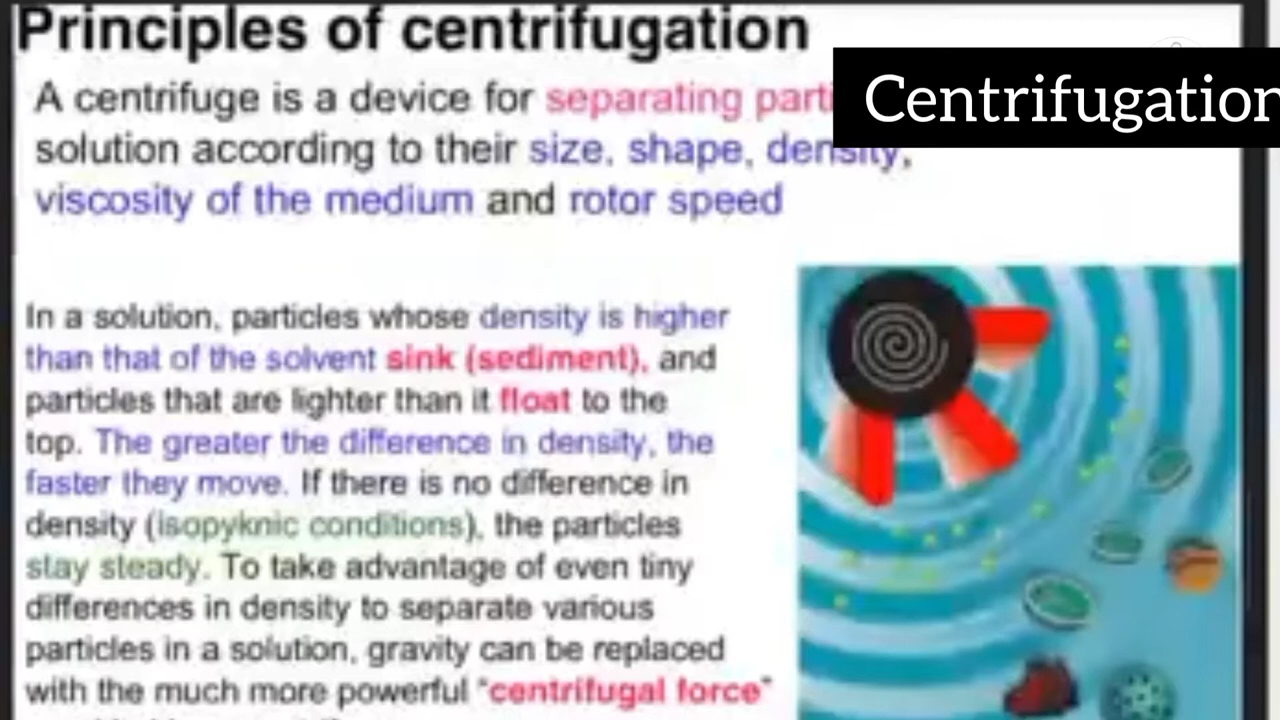 Principles of centrifugation
A centrifuge is a device for separating parti
Centrifugation
solution according to their size, shape, density,
viscosity of the medium and rotor speed
In a solution, particles whose density is higher
than that of the solvent sink (sediment), and
particles that are lighter than it float to the
top. The greater the difference in density, the
faster they move. If there is no difference in
density (isopyknic conditions), the particles
stay steady. To take advantage of even tiny
differences in density to separate various
particles in a solution, gravity can be replaced
with the much more powerful "centrifugal force"